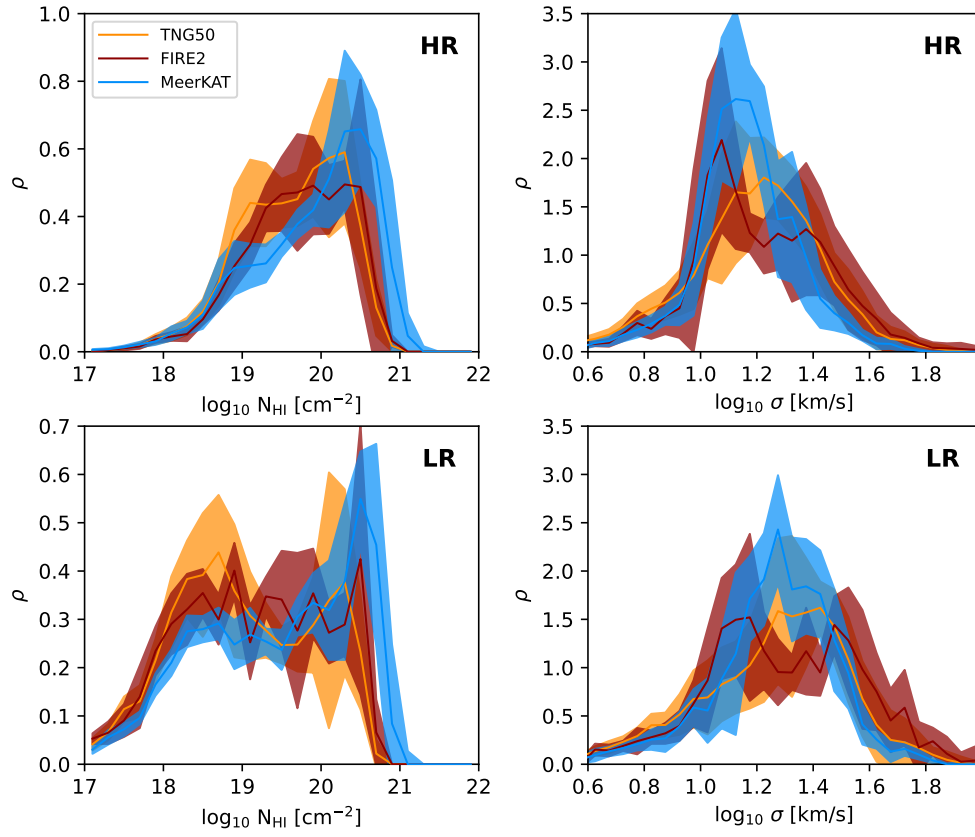 1.0
0.8
0.6
0.4
0.2
0.0
ρ
TNG50
FIRE2
MeerKAT
HR
17 18 19 20 21 22
log₁₀ N_HI [cm⁻²]
3.5
3.0
2.5
2.0
1.5
1.0
0.5
0.0
ρ
HR
0.6 0.8 1.0 1.2 1.4 1.6 1.8
log₁₀ σ [km/s]
0.7
0.6
0.5
0.4
0.3
0.2
0.1
0.0
ρ
LR
17 18 19 20 21 22
log₁₀ N_HI [cm⁻²]
3.5
3.0
2.5
2.0
1.5
1.0
0.5
0.0
ρ
LR
0.6 0.8 1.0 1.2 1.4 1.6 1.8
log₁₀ σ [km/s]